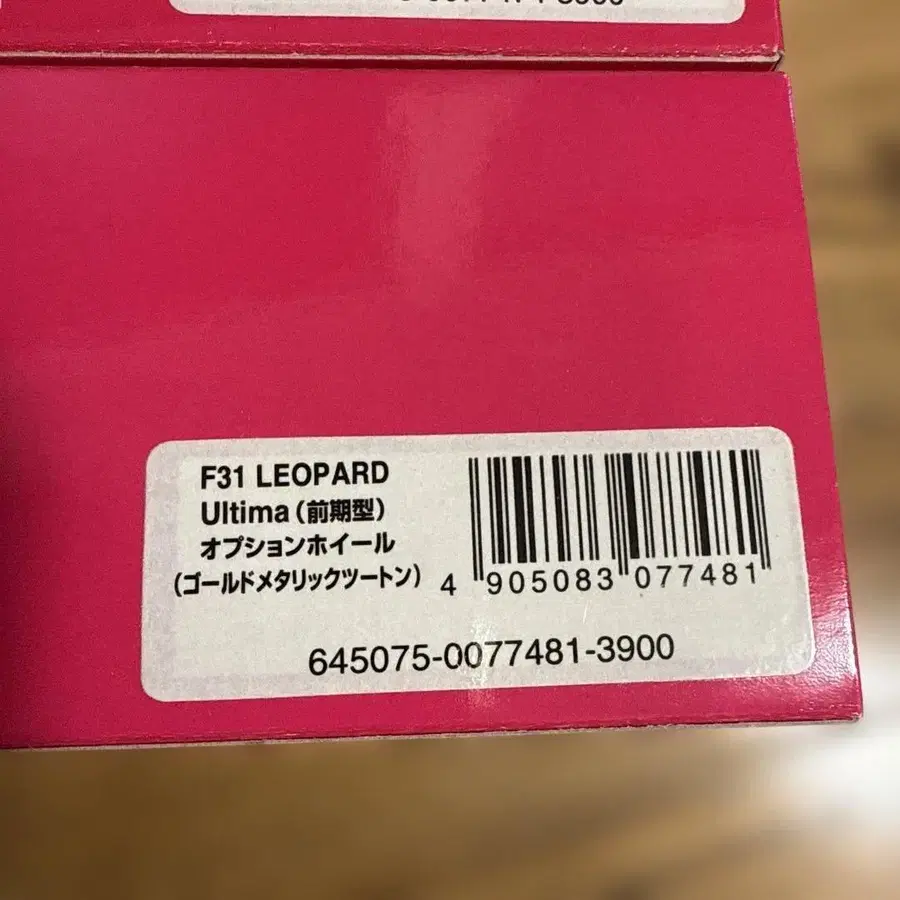 F31 LEOPARD
Ultima(前期型)
オプションホイール
(ゴールドメタリックツートン)
4 905083 077481
645075-0077481-3900